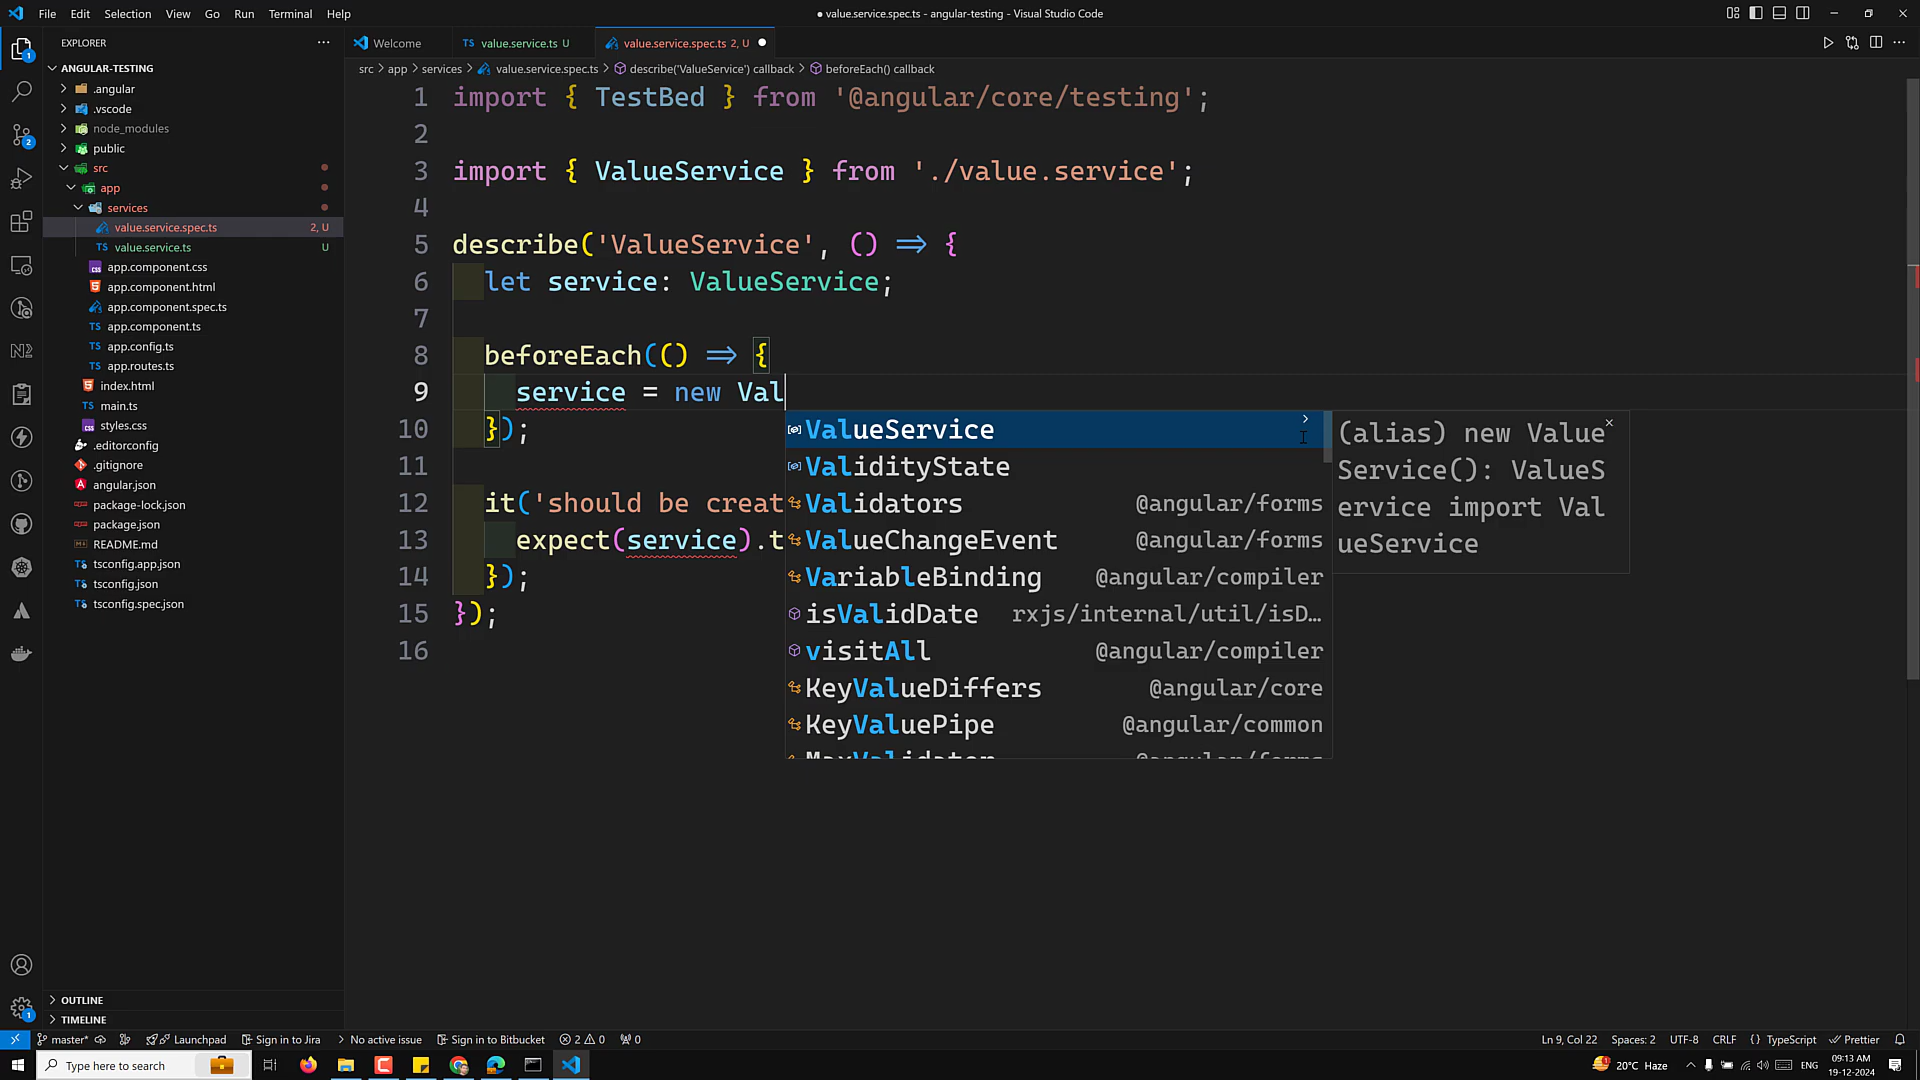 File Edit Selection View Go Run Terminal Help
● value.service.spec.ts - angular-testing - Visual Studio Code
EXPLORER
ANGULAR-TESTING
.angular
.vscode
node_modules
public
src
app
services
value.service.spec.ts 2, U
value.service.ts U
app.component.css
app.component.html
app.component.spec.ts
app.component.ts
app.config.ts
app.routes.ts
index.html
main.ts
styles.css
.editorconfig
.gitignore
angular.json
package-lock.json
package.json
README.md
tsconfig.app.json
tsconfig.json
tsconfig.spec.json
OUTLINE
TIMELINE
Welcome
TS value.service.ts U
value.service.spec.ts 2, U ●
src > app > services > value.service.spec.ts > describe('ValueService') callback > beforeEach() callback
1 import { TestBed } from '@angular/core/testing';
2
3 import { ValueService } from './value.service';
4
5 describe('ValueService', () => {
6 let service: ValueService;
7
8 beforeEach(() => {
9 service = new Val
10 });
11
12 it('should be creat
13 expect(service).t
14 });
15 });
16
ValueService
ValidityState
Validators @angular/forms
ValueChangeEvent @angular/forms
VariableBinding @angular/compiler
isValidDate rxjs/internal/util/isD…
visitAll @angular/compiler
KeyValueDiffers @angular/core
KeyValuePipe @angular/common
MaxValidator @angular/forms
(alias) new Value
Service(): ValueS
ervice import Val
ueService
master* Launchpad Sign in to Jira No active issue Sign in to Bitbucket 2 0 0
Ln 9, Col 22 Spaces: 2 UTF-8 CRLF {} TypeScript Prettier
Type here to search
20°C Haze ENG
09:13 AM
19-12-2024